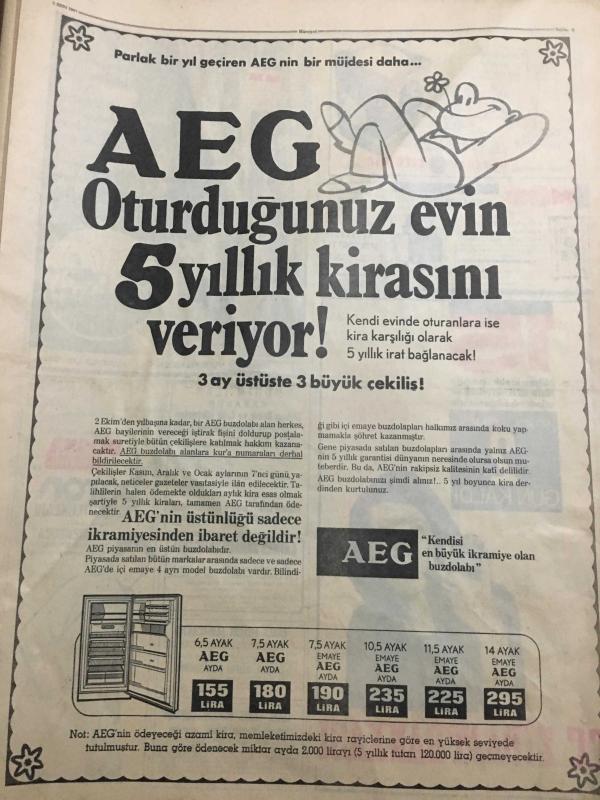 Hürriyet
Parlak bir yıl geçiren AEG nin bir müjdesi daha...
AEG
Oturduğunuz evin
5 yıllık kirasını
veriyor!
Kendi evinde oturanlara ise
kira karşılığı olarak
5 yıllık irat bağlanacak!
3 ay üstüste 3 büyük çekiliş!
2 Ekim'den yılbaşına kadar, bir AEG buzdolabı alan herkes,
AEG bayilerinin vereceği iştirak fişini doldurup postala-
mak suretiyle bütün çekilişlere katılmak hakkını kazana-
caktır. AEG buzdolabı alanlara kur'a numaraları derhal
bildirilecektir.
Çekilişler Kasım, Aralık ve Ocak aylarının 7'nci günü ya-
pılacak, neticeler gazeteler vasıtasiyle ilân edilecektir. Ta-
lihlilerin halen ödemekte oldukları aylık kira esas olmak
şartiyle 5 yıllık kiraları, tamamen AEG tarafından öde-
necektir.
AEG'nin üstünlüğü sadece
ikramiyesinden ibaret değildir!
AEG piyasanın en üstün buzdolabıdır.
Piyasada satılan bütün markalar arasında sadece ve sadece
AEG'de içi emaye 4 ayrı model buzdolabı vardır. Bilindi-
ği gibi içi emaye buzdolapları halkımız arasında koku yap-
mamakla şöhret kazanmıştır.
Gene piyasada satılan buzdolapları arasında yalnız AEG-
nin 5 yıllık garantisi dünyanın neresinde olursa olsun mu-
teberdir. Bu da, AEG'nin rakipsiz kalitesinin kati delilidir.
AEG buzdolabınızı şimdi alınız!.. 5 yıl boyunca kira der-
dinden kurtulunuz.
AEG
"Kendisi
en büyük ikramiye olan
buzdolabı"
6,5 AYAK
AEG
AYDA
155
LİRA
7,5 AYAK
AEG
AYDA
180
LİRA
7,5 AYAK
EMAYE
AEG
AYDA
190
LİRA
10,5 AYAK
EMAYE
AEG
AYDA
235
LİRA
11,5 AYAK
EMAYE
AEG
AYDA
225
LİRA
14 AYAK
EMAYE
AEG
AYDA
295
LİRA
Not: AEG'nin ödeyeceği azamî kira, memleketimizdeki kira rayiclerine göre en yüksek seviyede
tutulmuştur. Buna göre ödenecek miktar ayda 2.000 lirayı (5 yıllık tutarı 120.000 lira) geçmeyecektir.